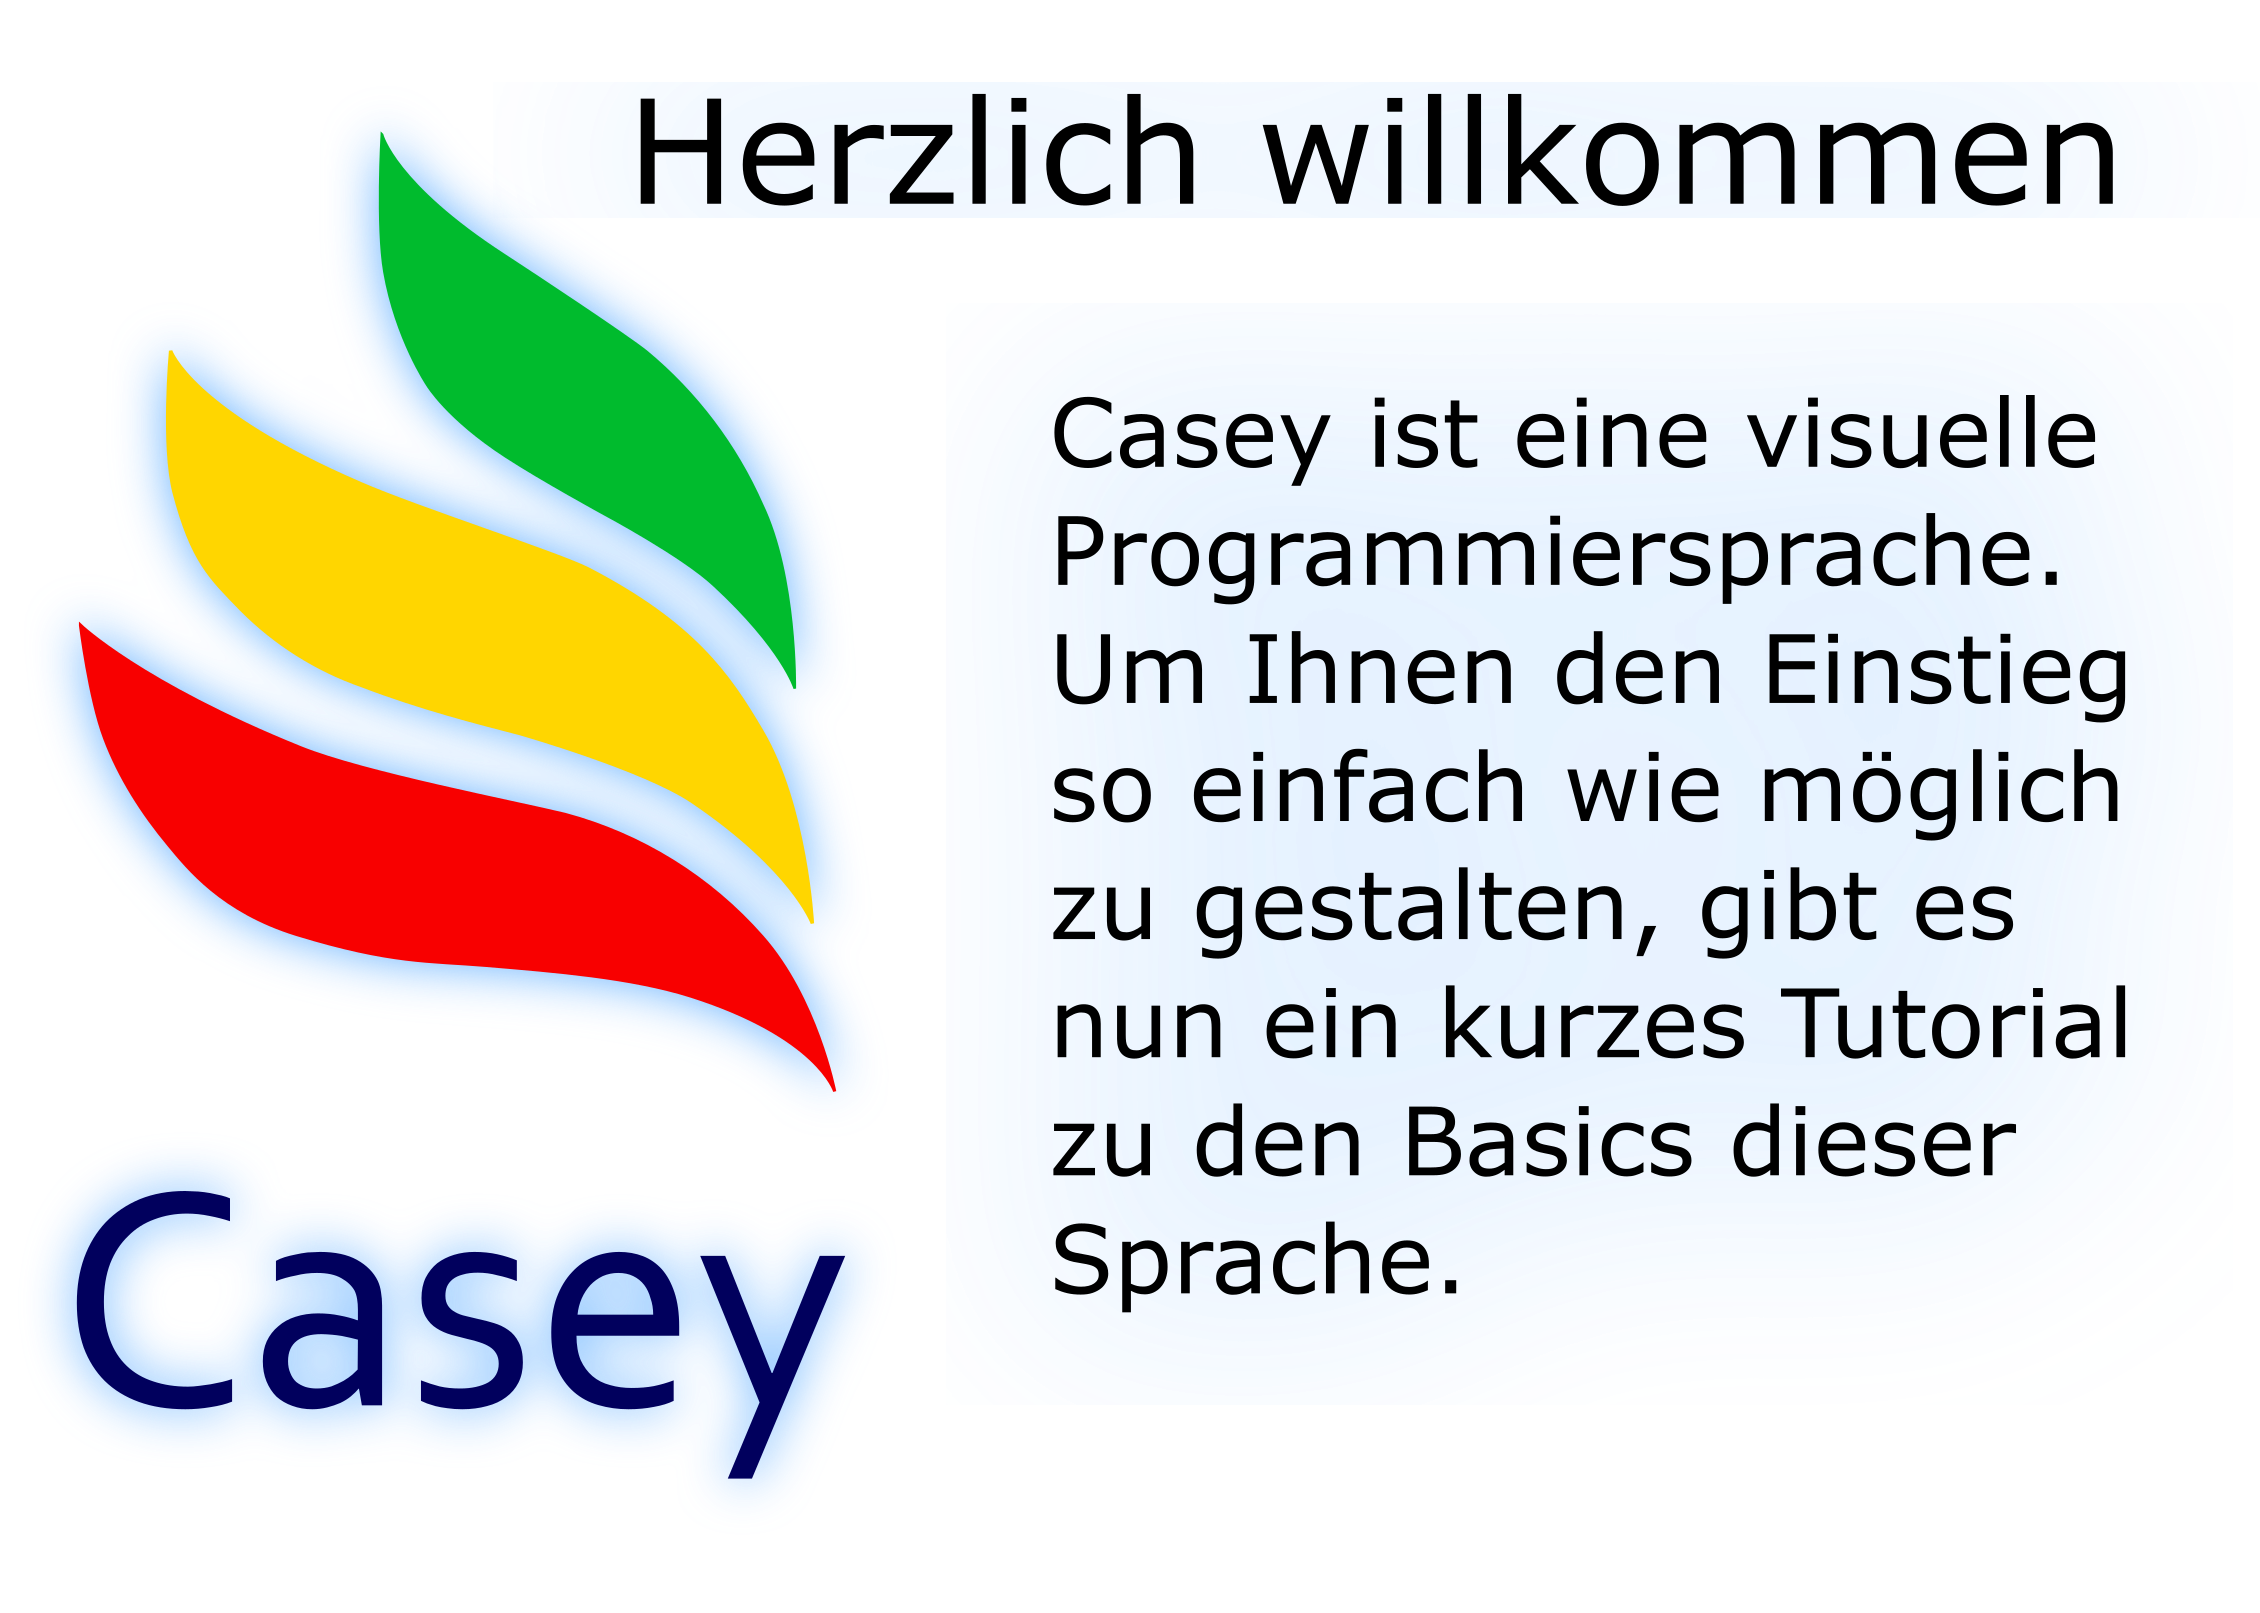 Herzlich willkommen
Casey ist eine visuelle
Programmiersprache.
Um Ihnen den Einstieg
so einfach wie möglich
zu gestalten, gibt es
nun ein kurzes Tutorial
zu den Basics dieser
Sprache.
Casey